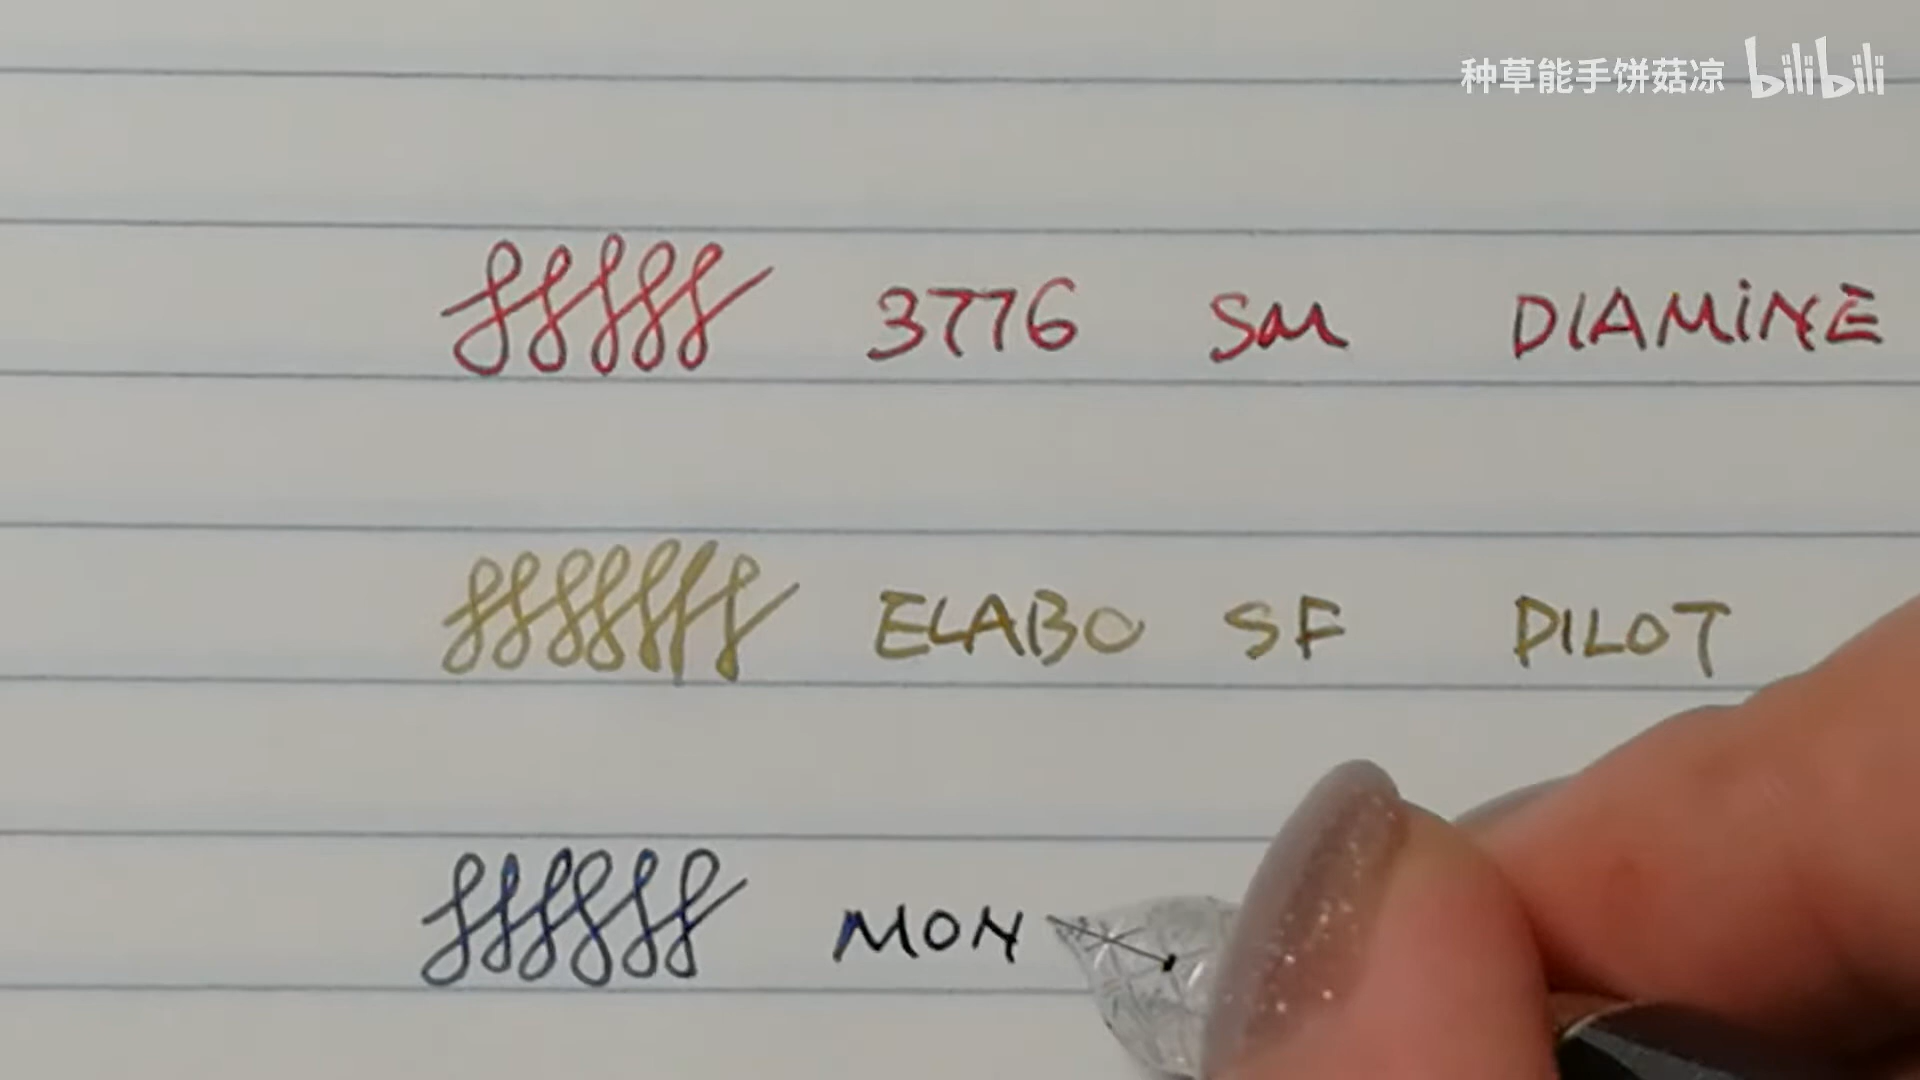 种草能手饼菇凉 bilibili
3776 SM DIAMINE
ELABO SF PILOT
MON